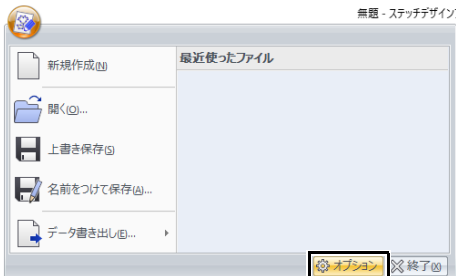 無題 - ステッチデザイン
新規作成(N)
最近使ったファイル
開く(O)...
上書き保存(S)
名前をつけて保存(A)...
データ書き出し(E)...
オプション
終了(X)